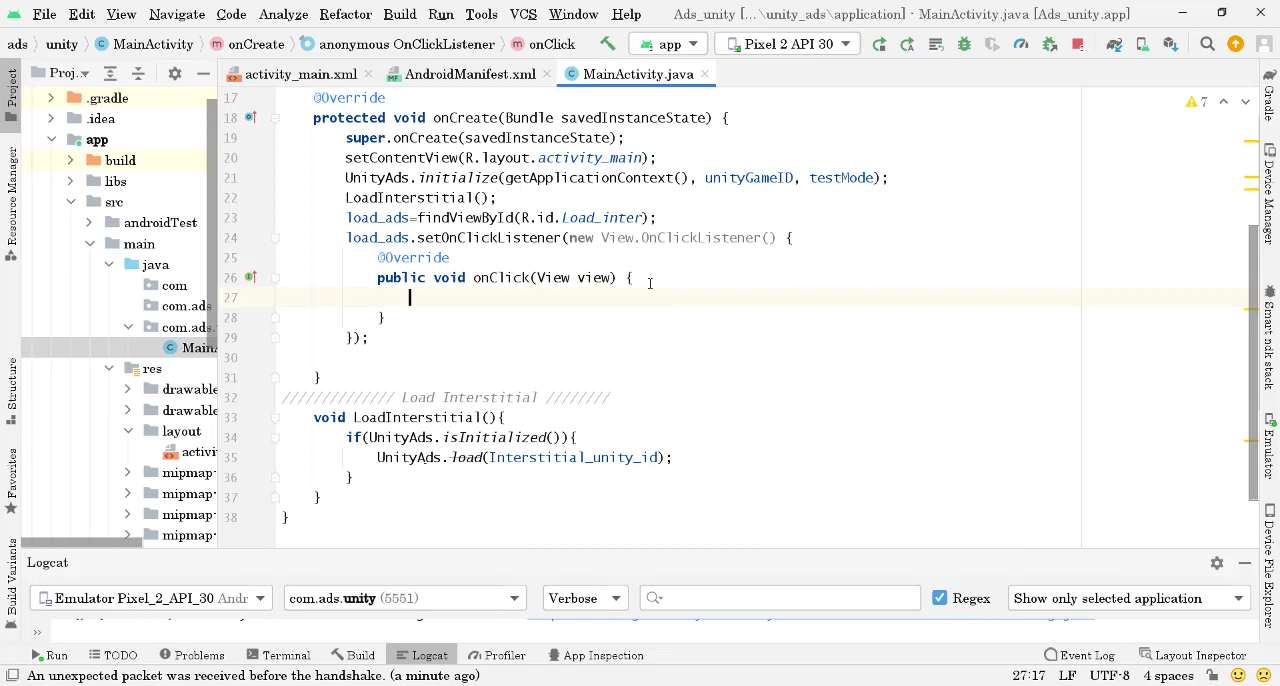 File Edit View Navigate Code Analyze Refactor Build Run Tools VCS Window Help Ads_unity [...\unity_ads\application] - MainActivity.java [Ads_unity.app]
ads unity MainActivity onCreate anonymous OnClickListener onClick app Pixel 2 API 30
Proj.. activity_main.xml AndroidManifest.xml MainActivity.java
Project
Resource Manager
Structure
Favorites
Build Variants
.gradle
.idea
app
build
libs
src
androidTest
main
java
com
com.ads
com.ads.
MainA
res
drawable
drawable
layout
activi
mipmap-
mipmap-
mipmap-
mipmap-
7
17 @Override
18 protected void onCreate(Bundle savedInstanceState) {
19 super.onCreate(savedInstanceState);
20 setContentView(R.layout.activity_main);
21 UnityAds.initialize(getApplicationContext(), unityGameID, testMode);
22 LoadInterstitial();
23 load_ads=findViewById(R.id.Load_inter);
24 load_ads.setOnClickListener(new View.OnClickListener() {
25 @Override
26 public void onClick(View view) {
27
28 }
29 });
30
31 }
32 ////////////// Load Interstitial ////////
33 void LoadInterstitial(){
34 if(UnityAds.isInitialized()){
35 UnityAds.load(Interstitial_unity_id);
36 }
37 }
38 }
Gradle
Device Manager
Smart ndk stack
Emulator
Device File Explorer
Logcat
Emulator Pixel_2_API_30 Andr com.ads.unity (5551) Verbose Regex Show only selected application
Run TODO Problems Terminal Build Logcat Profiler App Inspection Event Log Layout Inspector
An unexpected packet was received before the handshake. (a minute ago) 27:17 LF UTF-8 4 spaces